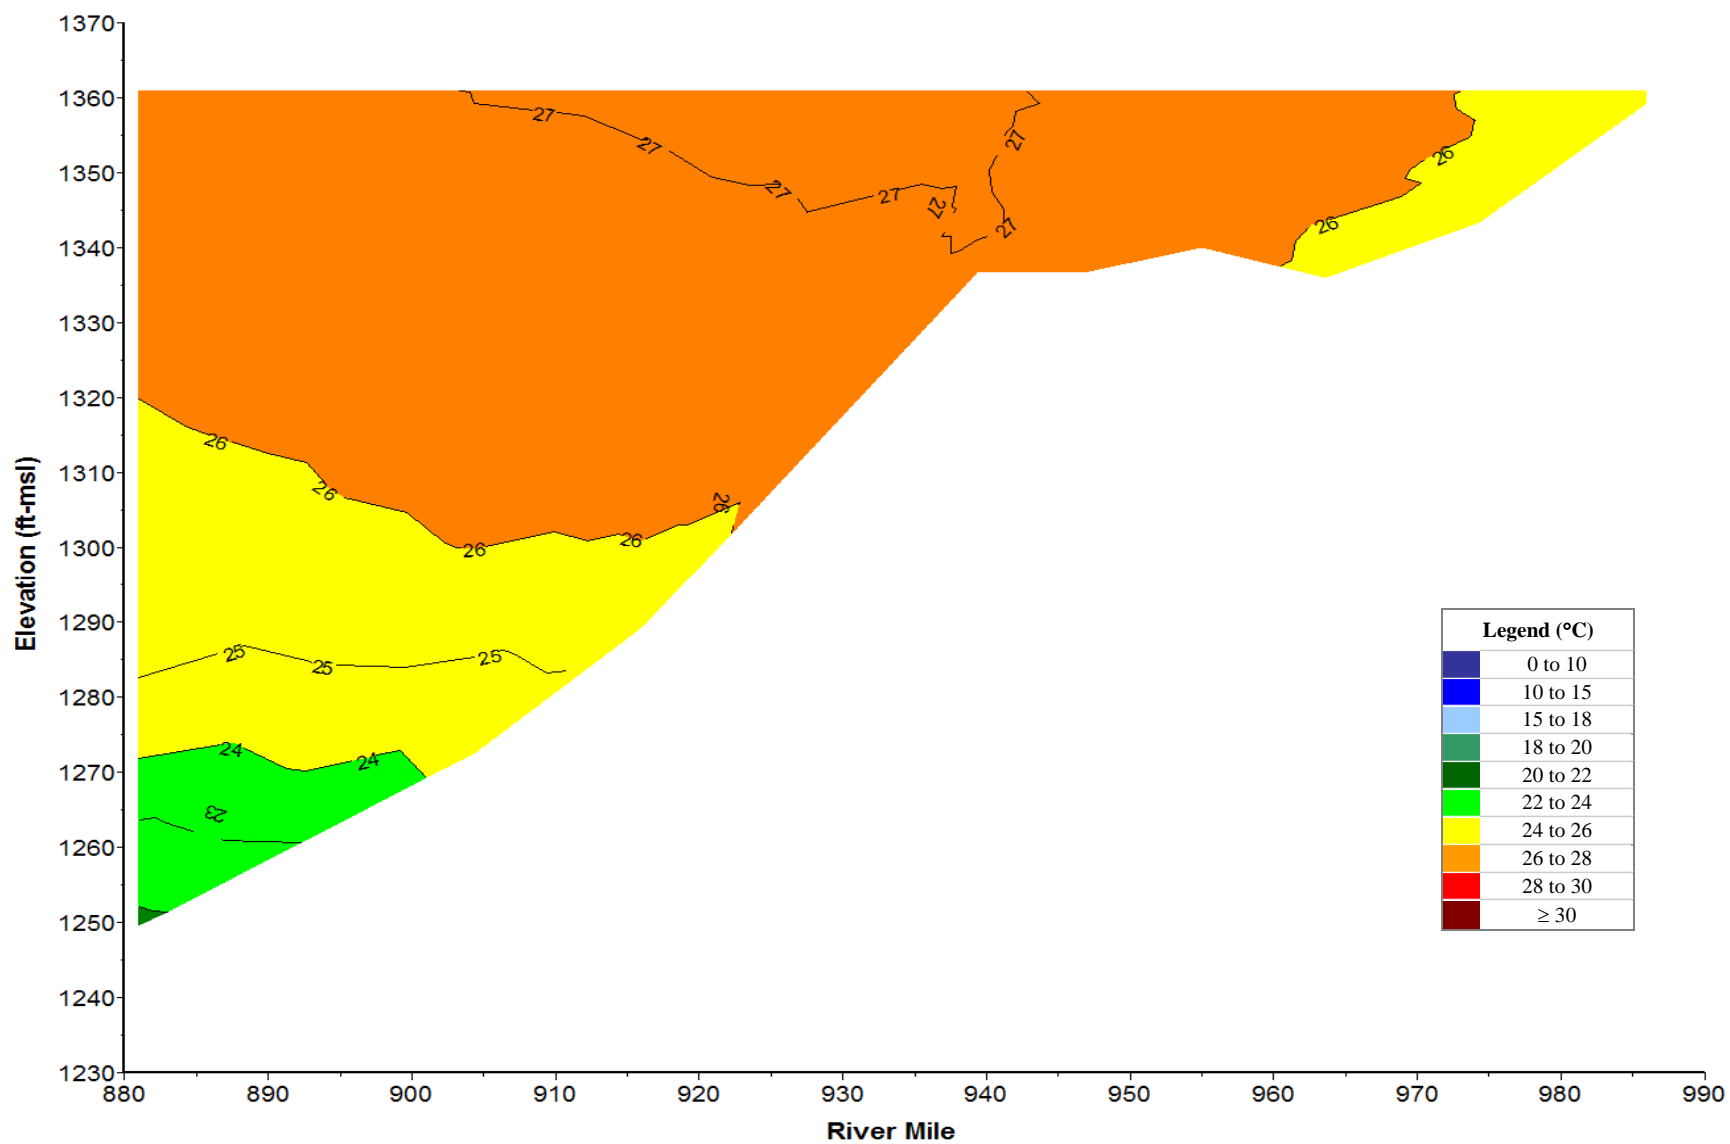 1370
1360
1350
1340
1330
1320
1310
1300
1290
1280
1270
1260
1250
1240
1230
Elevation (ft-msl)
27
27
27
27
27
27
27
26
26
26
26
26
26
26
25
25
25
24
24
23
Legend (°C)
0 to 10
10 to 15
15 to 18
18 to 20
20 to 22
22 to 24
24 to 26
26 to 28
28 to 30
≥ 30
880 890 900 910 920 930 940 950 960 970 980 990
River Mile